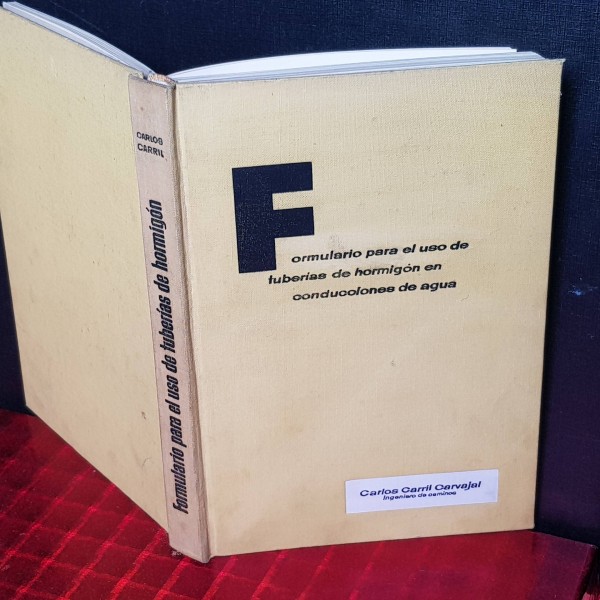 CARLOS
CARRIL
Formulario para el uso de tuberías de hormigón
Formulario para el uso de
tuberías de hormigón en
conducciones de agua
Carlos Carril Carvajal
Ingeniero de caminos